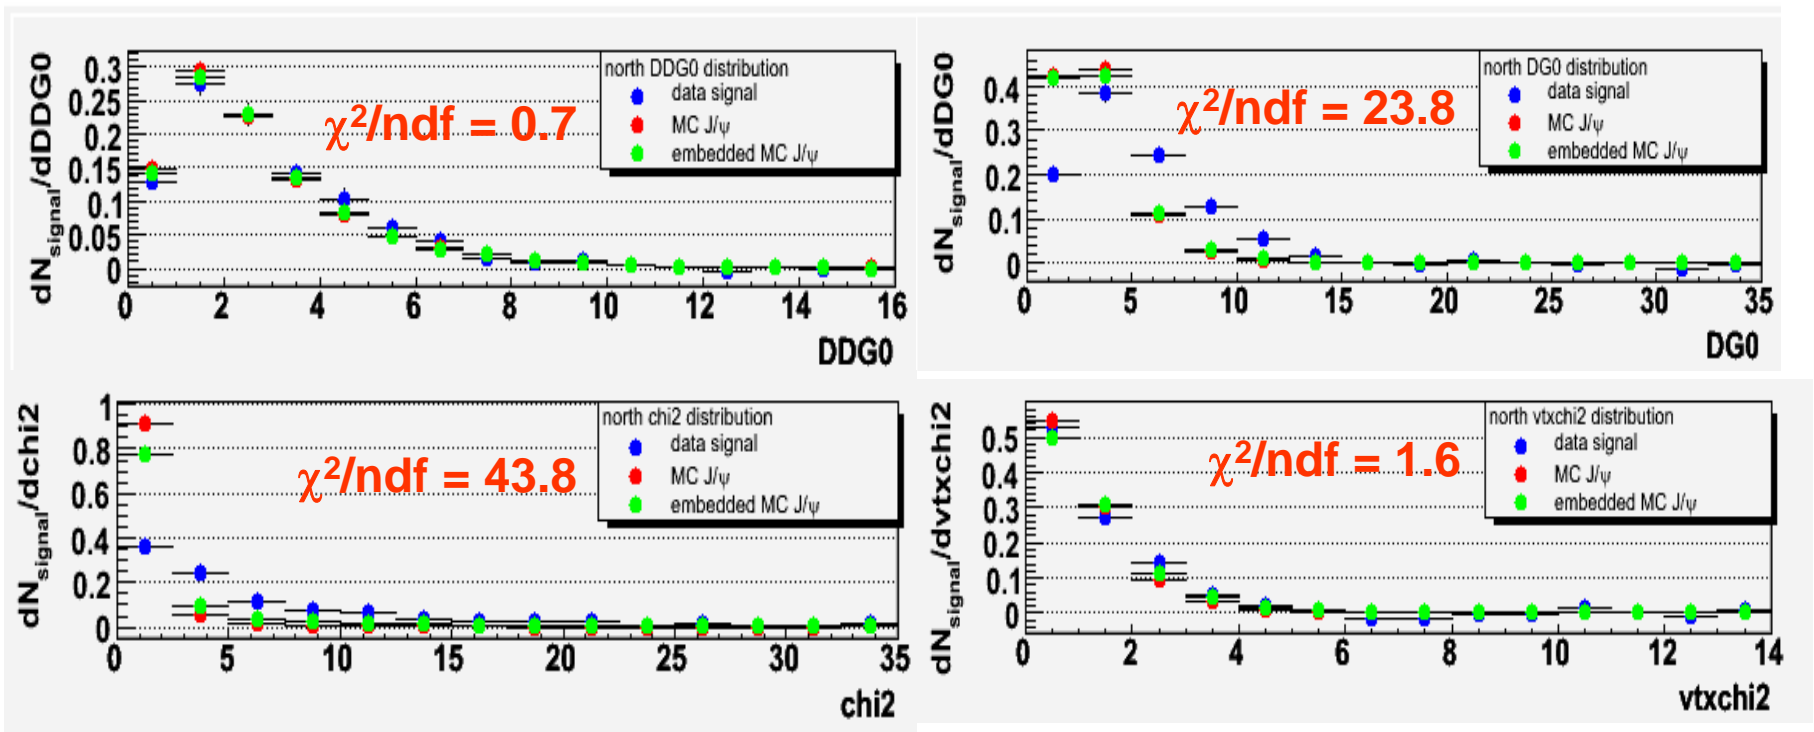 dN_signal/dDDG0
0.3
0.25
0.2
0.15
0.1
0.05
0
north DDG0 distribution
data signal
MC J/ψ
embedded MC J/ψ
χ²/ndf = 0.7
0 2 4 6 8 10 12 14 16
DDG0
dN_signal/dDDG0
0.4
0.3
0.2
0.1
0
north DG0 distribution
data signal
MC J/ψ
embedded MC J/ψ
χ²/ndf = 23.8
0 5 10 15 20 25 30 35
DG0
dN_signal/dchi2
1
0.8
0.6
0.4
0.2
0
north chi2 distribution
data signal
MC J/ψ
embedded MC J/ψ
χ²/ndf = 43.8
0 5 10 15 20 25 30 35
chi2
dN_signal/dvtxchi2
0.5
0.4
0.3
0.2
0.1
0
north vtxchi2 distribution
data signal
MC J/ψ
embedded MC J/ψ
χ²/ndf = 1.6
0 2 4 6 8 10 12 14
vtxchi2